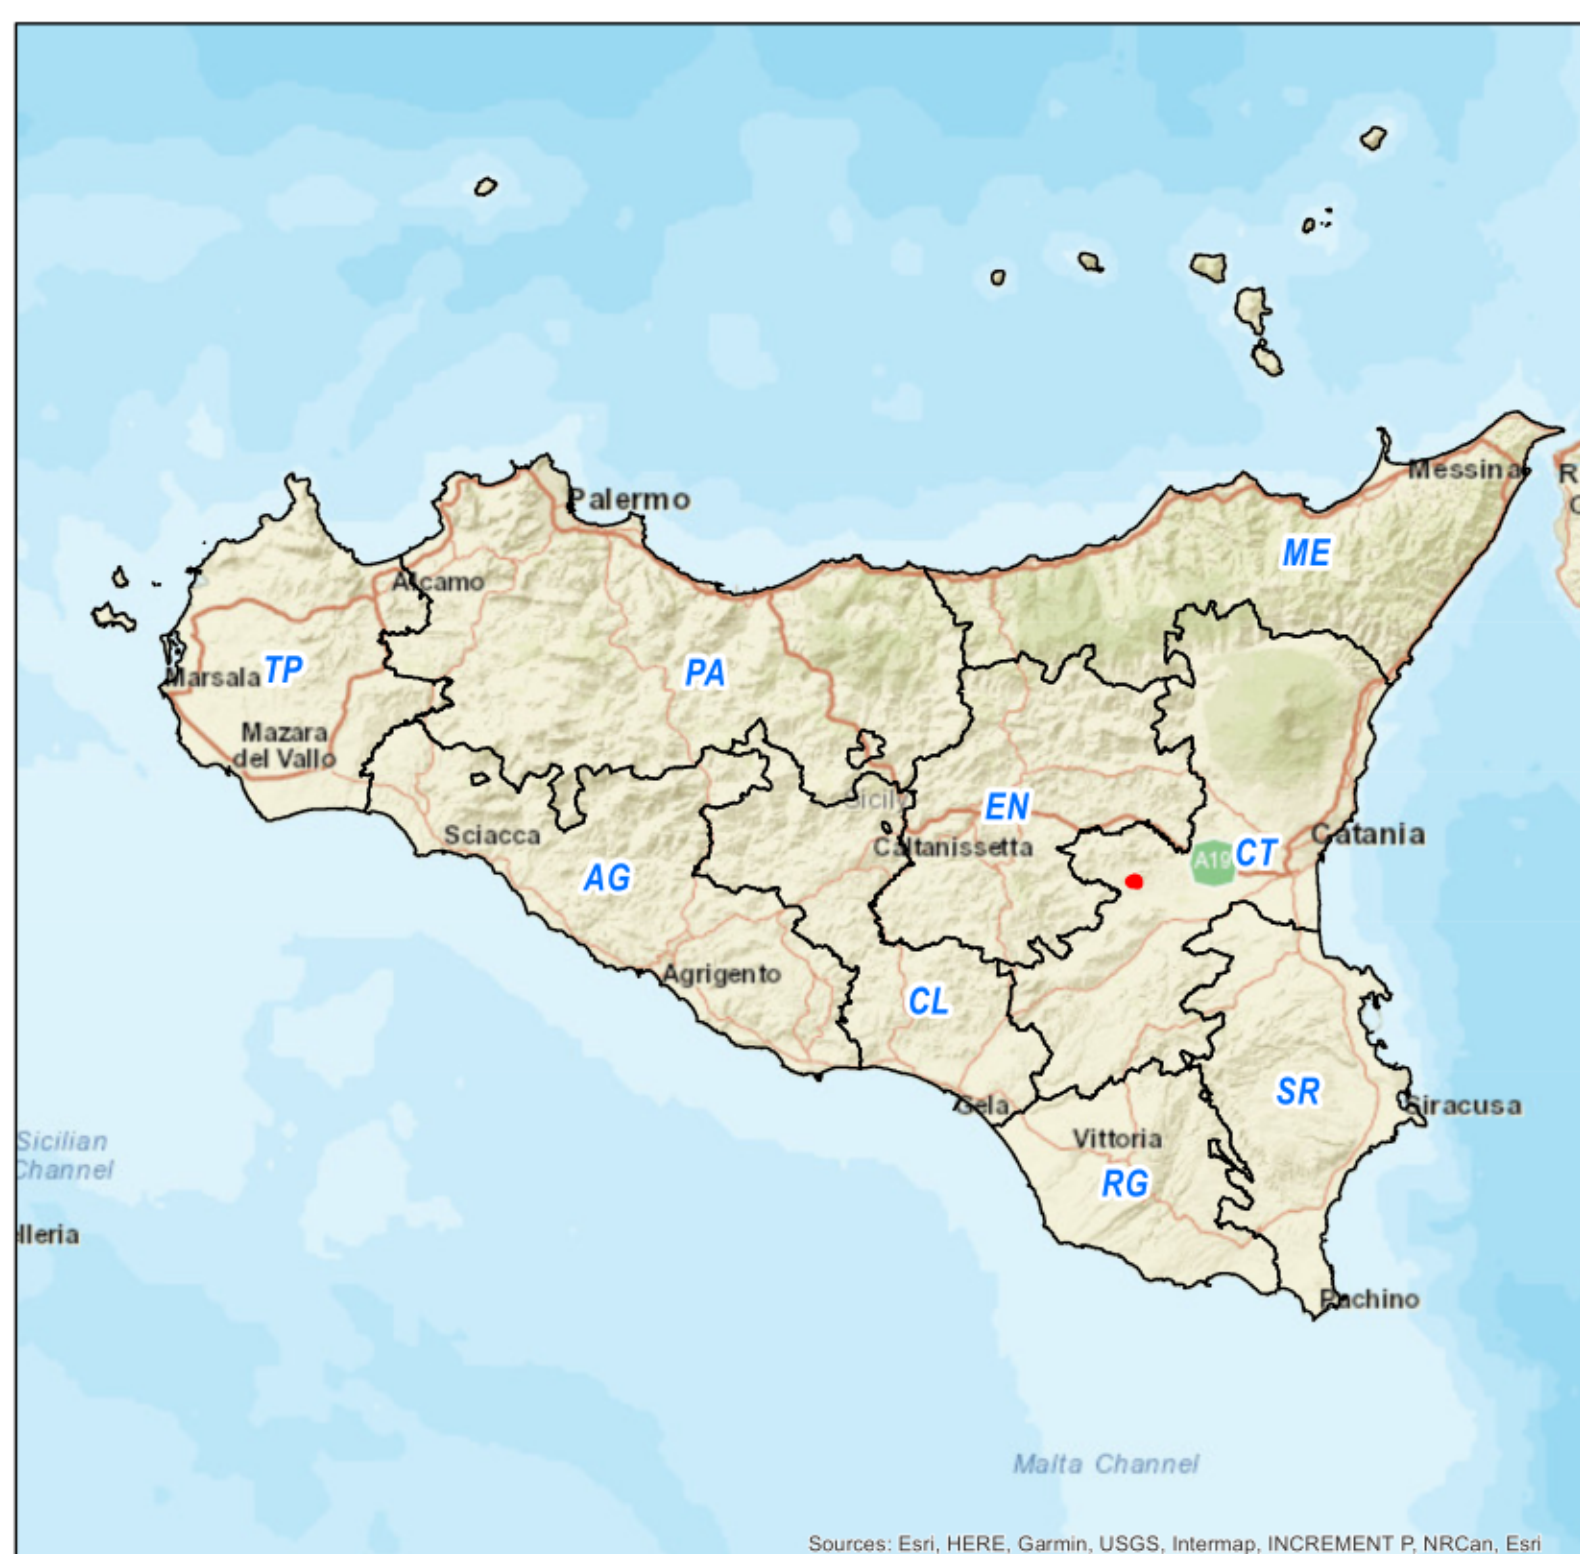 Palermo
Messina
R
C
ME
Alcamo
TP
Marsala
PA
Mazara
del Vallo
Sicily
EN
Sciacca
Caltanissetta
Catania
A19
CT
AG
Agrigento
CL
SR
Gela
Siracusa
Vittoria
Sicilian
Channel
RG
elleria
Pachino
Malta Channel
Sources: Esri, HERE, Garmin, USGS, Intermap, INCREMENT P, NRCan, Esri